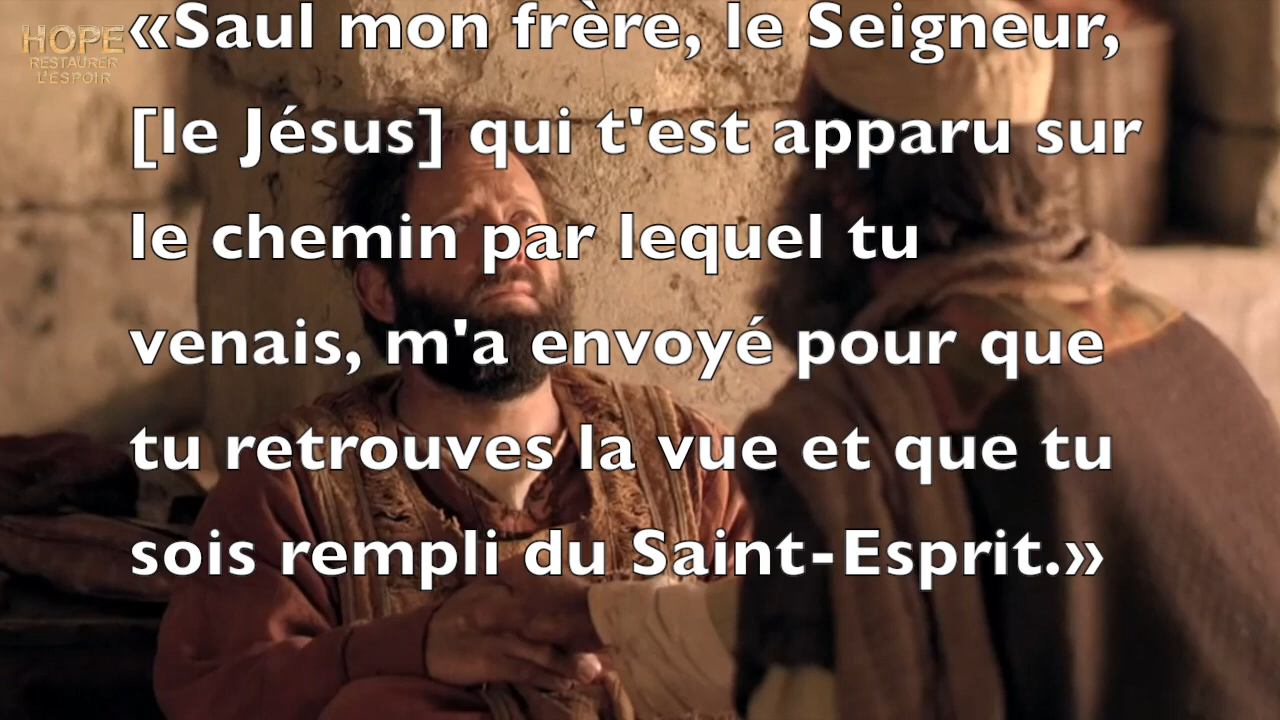 HOPE
RESTAURER
L'ESPOIR
«Saul mon frère, le Seigneur,
[le Jésus] qui t'est apparu sur
le chemin par lequel tu
venais, m'a envoyé pour que
tu retrouves la vue et que tu
sois rempli du Saint-Esprit.»